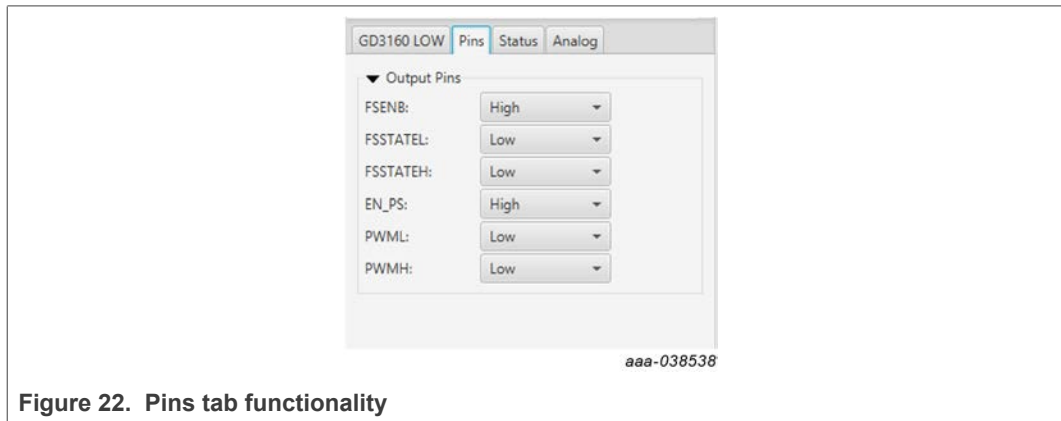 GD3160 LOW Pins Status Analog
Output Pins
FSENB: High
FSSTATEL: Low
FSSTATEH: Low
EN_PS: High
PWML: Low
PWMH: Low
aaa-038538
Figure 22. Pins tab functionality